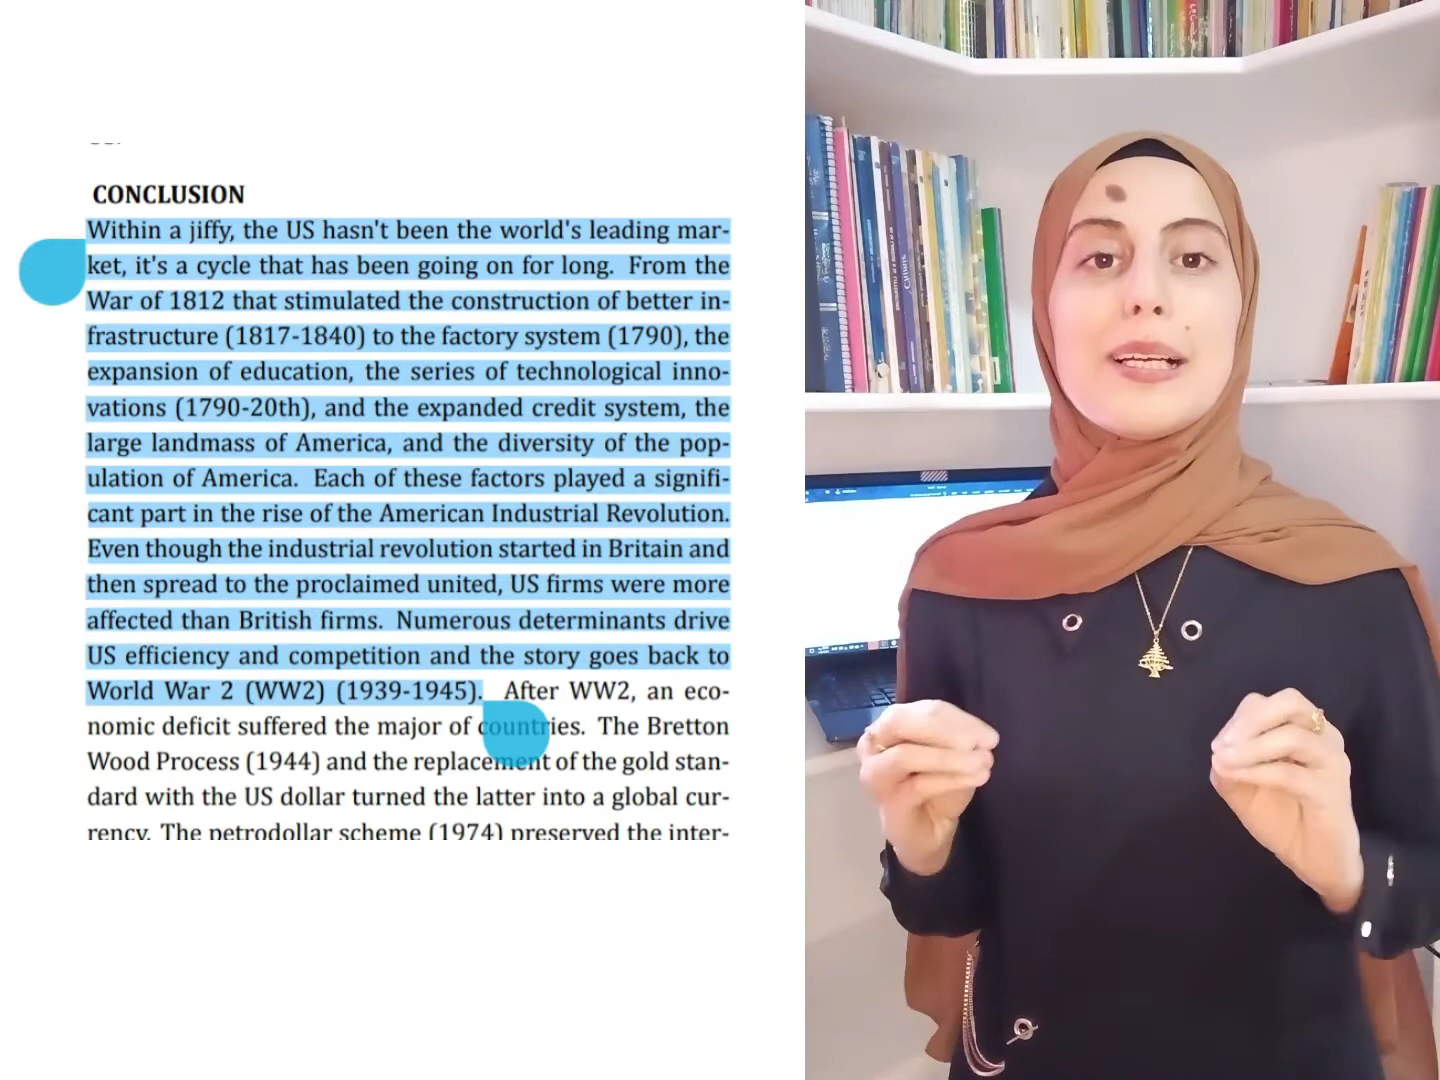 CONCLUSION
Within a jiffy, the US hasn't been the world's leading mar-
ket, it's a cycle that has been going on for long. From the
War of 1812 that stimulated the construction of better in-
frastructure (1817-1840) to the factory system (1790), the
expansion of education, the series of technological inno-
vations (1790-20th), and the expanded credit system, the
large landmass of America, and the diversity of the pop-
ulation of America. Each of these factors played a signifi-
cant part in the rise of the American Industrial Revolution.
Even though the industrial revolution started in Britain and
then spread to the proclaimed united, US firms were more
affected than British firms. Numerous determinants drive
US efficiency and competition and the story goes back to
World War 2 (WW2) (1939-1945). After WW2, an eco-
nomic deficit suffered the major of countries. The Bretton
Wood Process (1944) and the replacement of the gold stan-
dard with the US dollar turned the latter into a global cur-
rency. The petrodollar scheme (1974) preserved the inter-